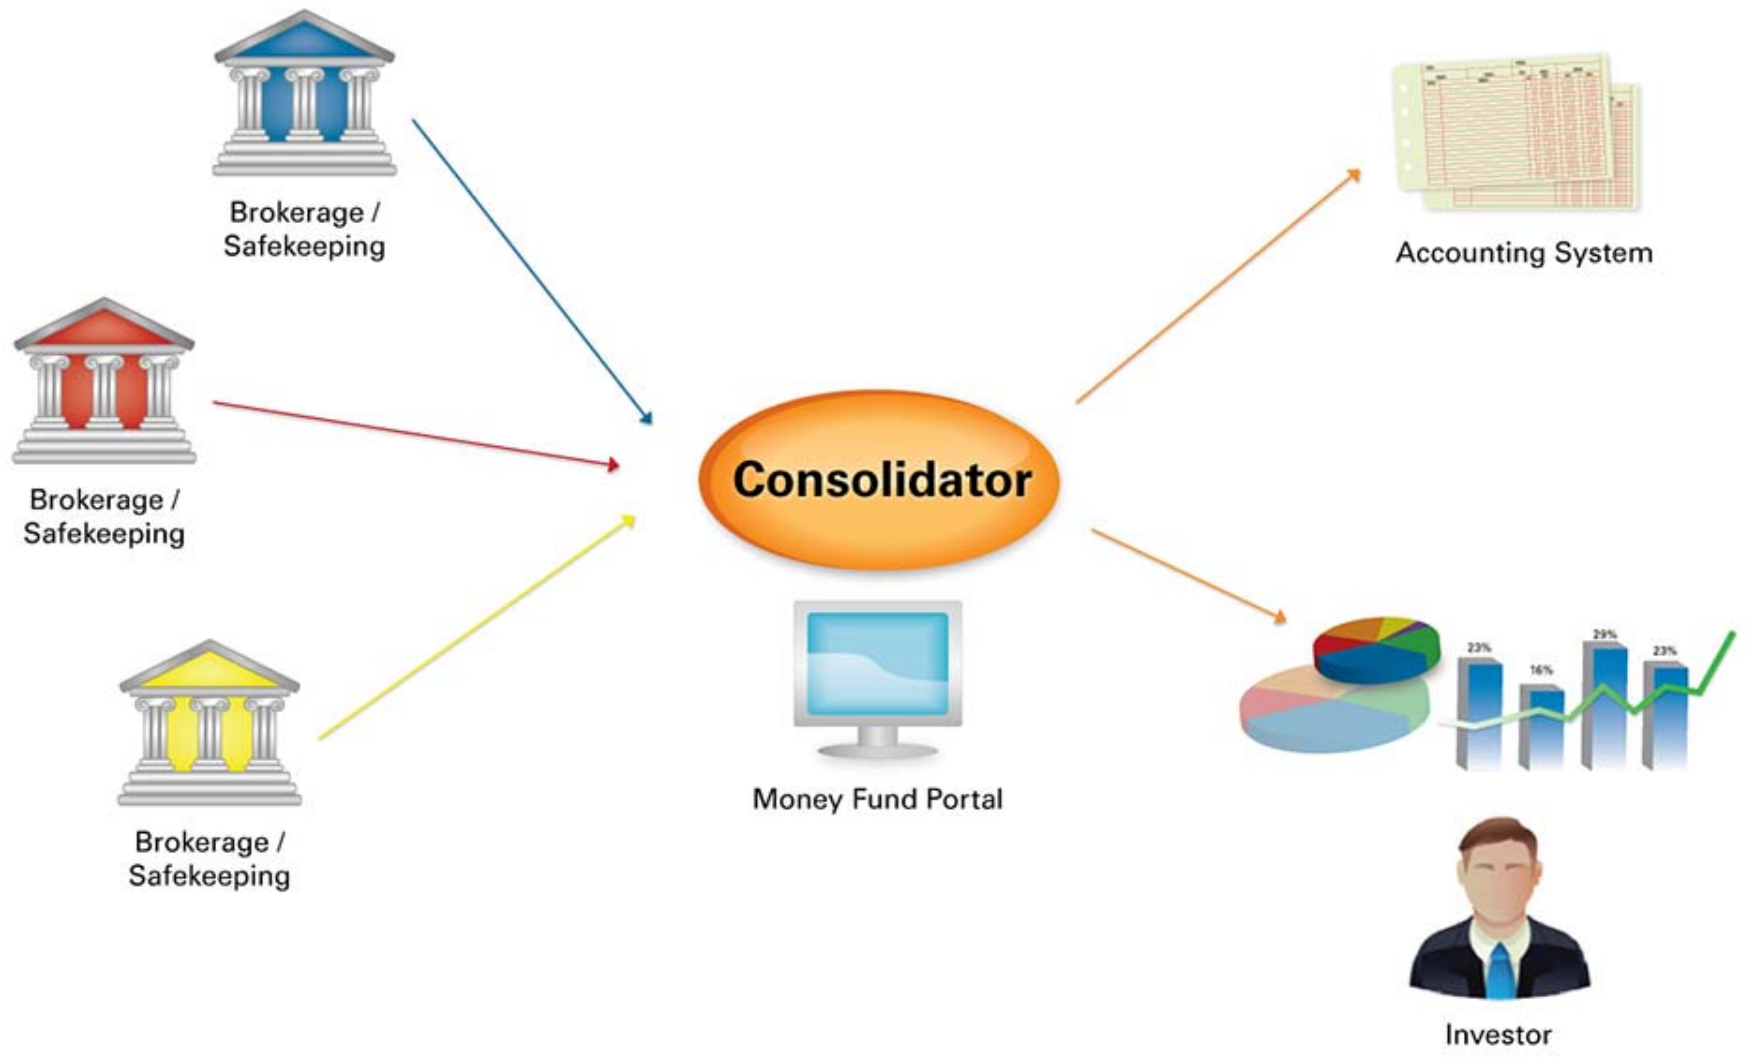 Brokerage /
Safekeeping
Accounting System
Brokerage /
Safekeeping
Consolidator
Money Fund Portal
23%
16%
29%
23%
Brokerage /
Safekeeping
Investor